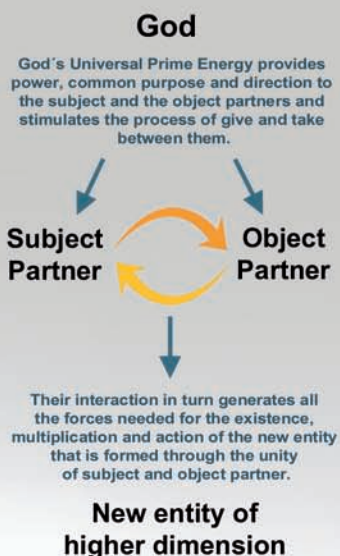 God
God´s Universal Prime Energy provides
power, common purpose and direction to
the subject and the object partners and
stimulates the process of give and take
between them.
Subject
Partner
Object
Partner
Their interaction in turn generates all
the forces needed for the existence,
multiplication and action of the new entity
that is formed through the unity
of subject and object partner.
New entity of
higher dimension